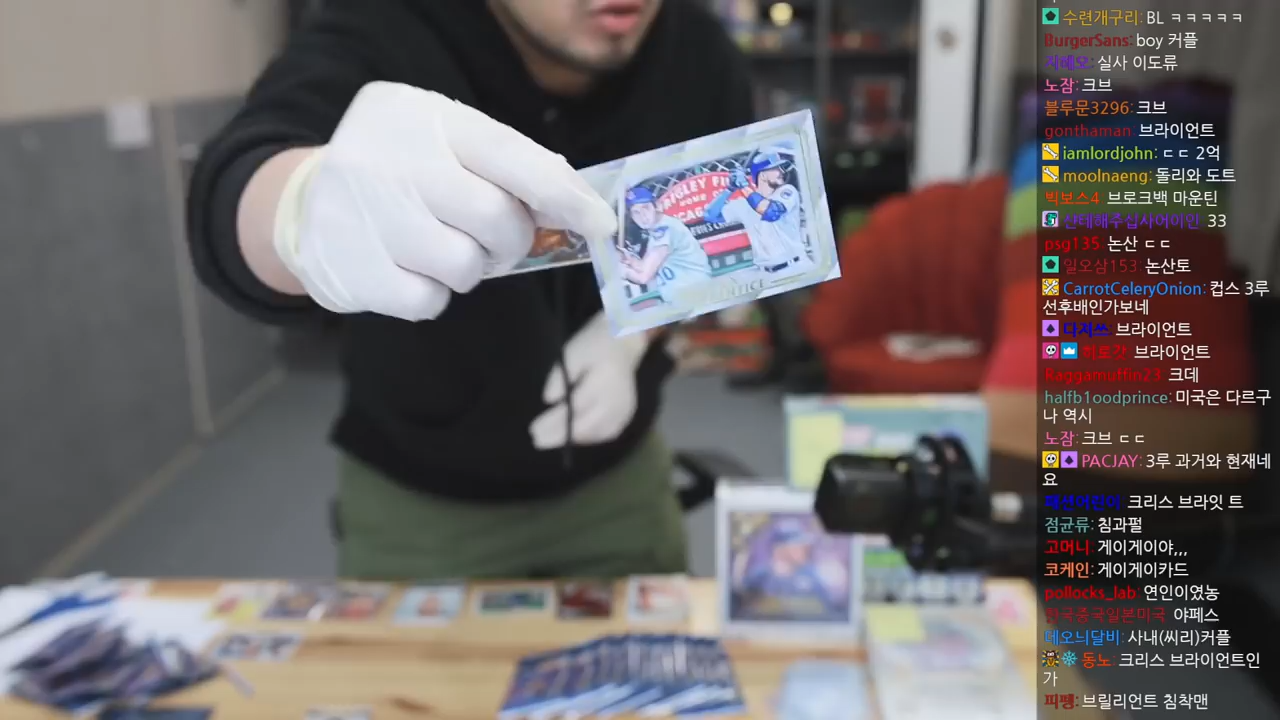 RIGLEY FI
HOME O
CHICAG
수련개구리: BL ㅋㅋㅋㅋㅋ
BurgerSans: boy 커플
지혜오: 실사 이도류
노잠: 크브
블루문3296: 크브
gonthaman: 브라이언트
iamlordjohn: ㄷㄷ 2억
moolnaeng: 돌리와 도트
빅보스4: 브로크백 마운틴
산테해주십사어이인: 33
psg135: 논산 ㄷㄷ
일오삼153: 논산토
CarrotCeleryOnion: 컵스 3루
선후배인가보네
다저쓰: 브라이언트
히로갓: 브라이언트
Raggamuffin23: 크데
halfb1oodprince: 미국은 다르구
나 역시
노잠: 크브 ㄷㄷ
PACJAY: 3루 과거와 현재네
요
패션어린이: 크리스 브라잇 트
점균류: 침과펄
고머니: 게이게이야,,,
코케인: 게이게이카드
pollocks_lab: 연인이였농
한국중국일본미국: 야페스
데오늬달비: 사내(씨리)커플
동노: 크리스 브라이언트인
가
피팽: 브릴리언트 침착맨